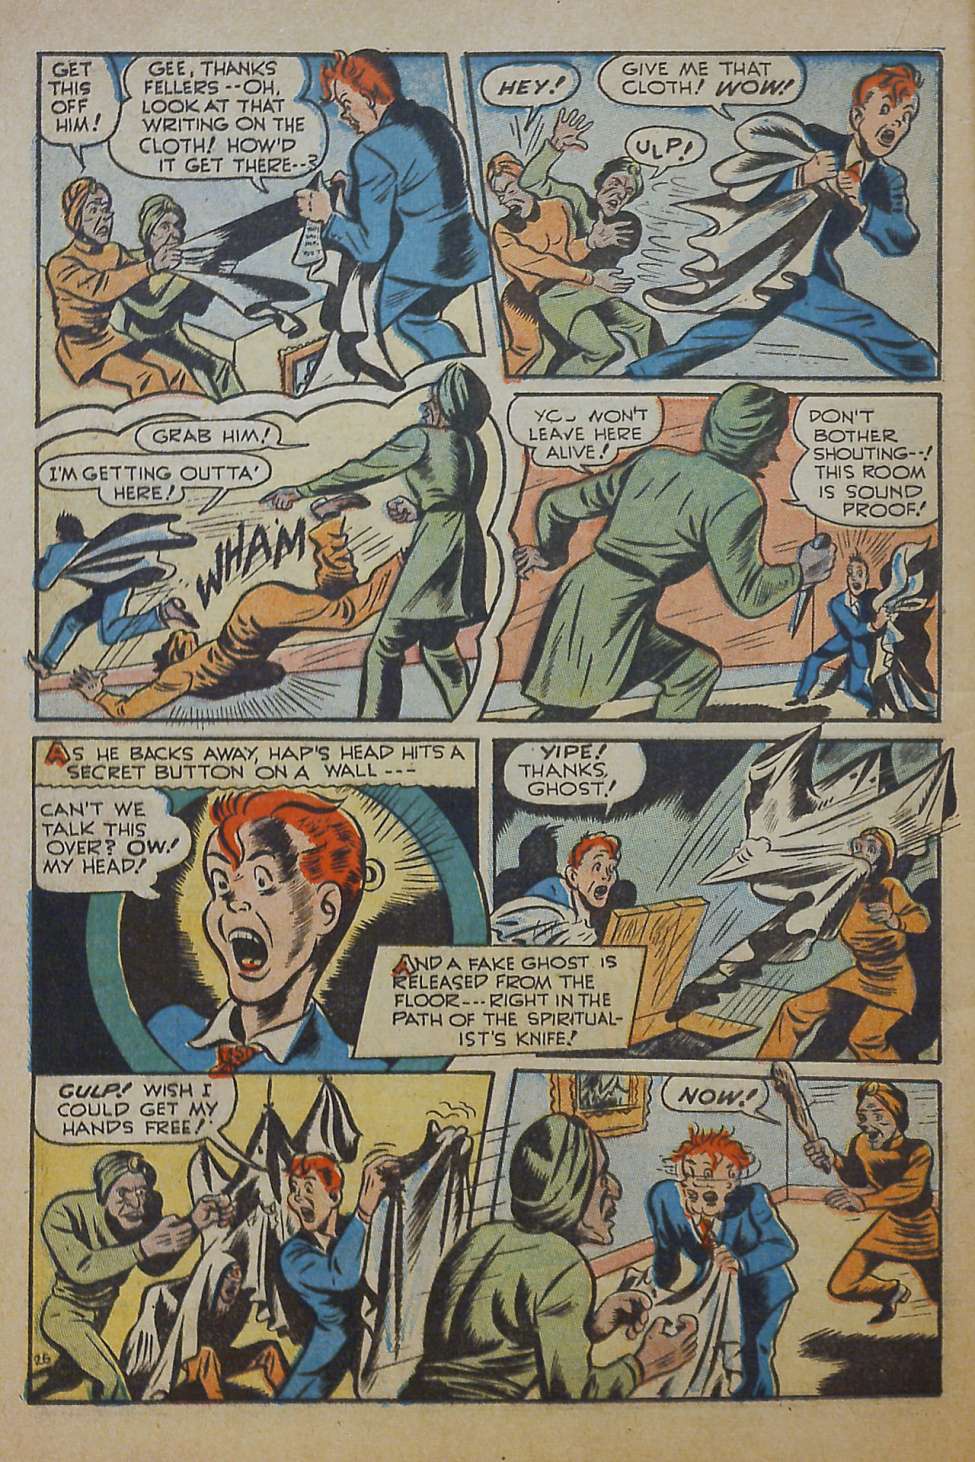 GET
THIS
OFF
HIM!
GEE, THANKS
FELLERS--OH,
LOOK AT THAT
WRITING ON THE
CLOTH! HOW'D
IT GET THERE--?
HEY!
GIVE ME THAT
CLOTH! WOW!
ULP!
GRAB HIM!
I'M GETTING OUTTA'
HERE!
WHAM
YOU WON'T
LEAVE HERE
ALIVE!
DON'T
BOTHER
SHOUTING--!
THIS ROOM
IS SOUND
PROOF!
AS HE BACKS AWAY, HAP'S HEAD HITS A
SECRET BUTTON ON A WALL---
CAN'T WE
TALK THIS
OVER? OW!
MY HEAD!
YIPE!
THANKS,
GHOST!
AND A FAKE GHOST IS
RELEASED FROM THE
FLOOR---RIGHT IN THE
PATH OF THE SPIRITUAL-
IST'S KNIFE!
GULP! WISH I
COULD GET MY
HANDS FREE!
NOW!
26